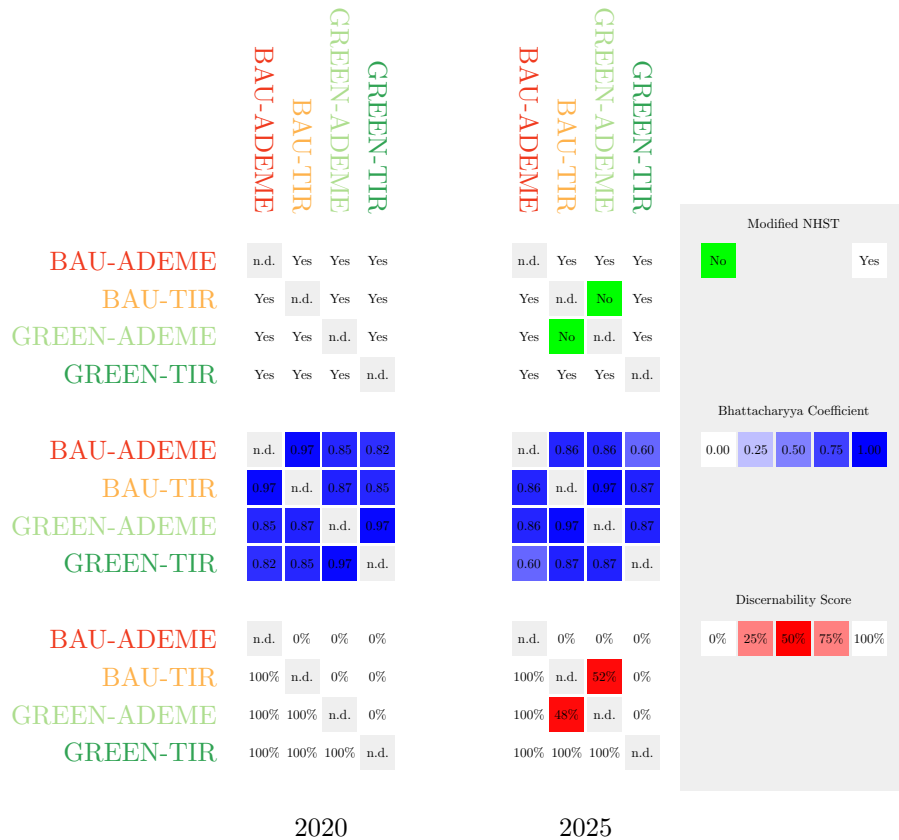 BAU-ADEME BAU-TIR GREEN-ADEME GREEN-TIR BAU-ADEME BAU-TIR GREEN-ADEME GREEN-TIR
Modified NHST
No Yes
BAU-ADEME n.d. Yes Yes Yes n.d. Yes Yes Yes
BAU-TIR Yes n.d. Yes Yes Yes n.d. No Yes
GREEN-ADEME Yes Yes n.d. Yes Yes No n.d. Yes
GREEN-TIR Yes Yes Yes n.d. Yes Yes Yes n.d.
Bhattacharyya Coefficient
0.00 0.25 0.50 0.75 1.00
BAU-ADEME n.d. 0.97 0.85 0.82 n.d. 0.86 0.86 0.60
BAU-TIR 0.97 n.d. 0.87 0.85 0.86 n.d. 0.97 0.87
GREEN-ADEME 0.85 0.87 n.d. 0.97 0.86 0.97 n.d. 0.87
GREEN-TIR 0.82 0.85 0.97 n.d. 0.60 0.87 0.87 n.d.
Discernability Score
0% 25% 50% 75% 100%
BAU-ADEME n.d. 0% 0% 0% n.d. 0% 0% 0%
BAU-TIR 100% n.d. 0% 0% 100% n.d. 52% 0%
GREEN-ADEME 100% 100% n.d. 0% 100% 48% n.d. 0%
GREEN-TIR 100% 100% 100% n.d. 100% 100% 100% n.d.
2020 2025